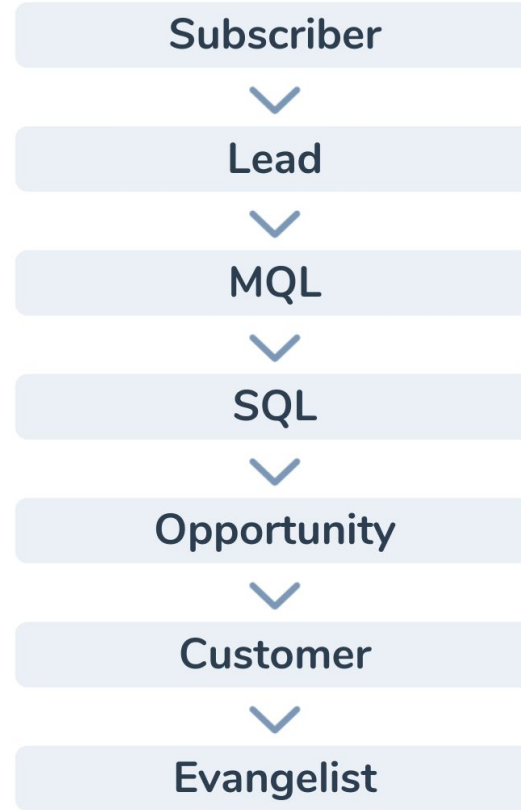 Subscriber
Lead
MQL
SQL
Opportunity
Customer
Evangelist